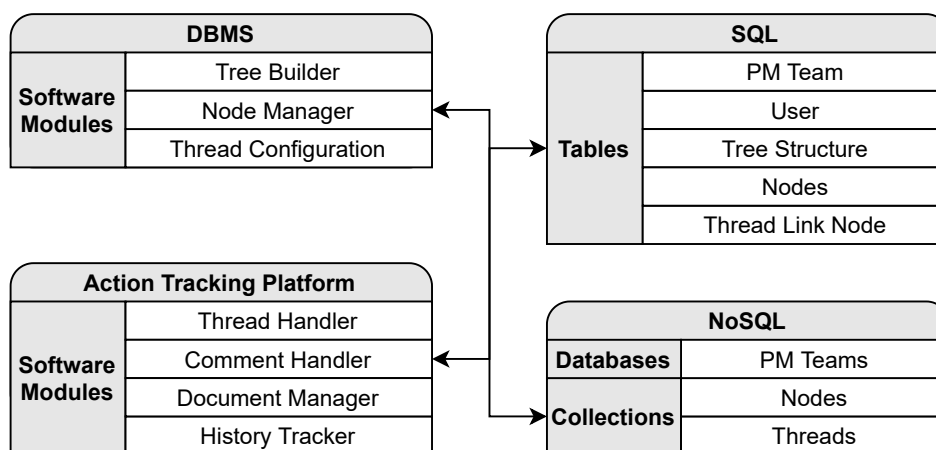 DBMS
Software
Modules
Tree Builder
Node Manager
Thread Configuration
SQL
Tables
PM Team
User
Tree Structure
Nodes
Thread Link Node
Action Tracking Platform
Software
Modules
Thread Handler
Comment Handler
Document Manager
History Tracker
NoSQL
Databases
PM Teams
Collections
Nodes
Threads